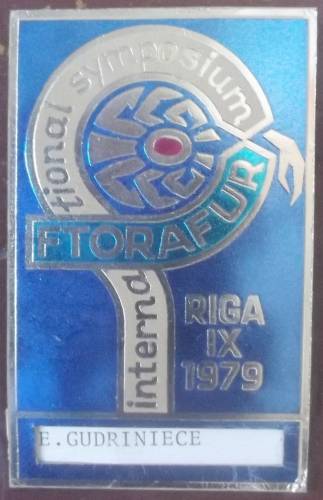 international symposium
FTORAFUR
RIGA
IX
1979
E.GUDRINIECE